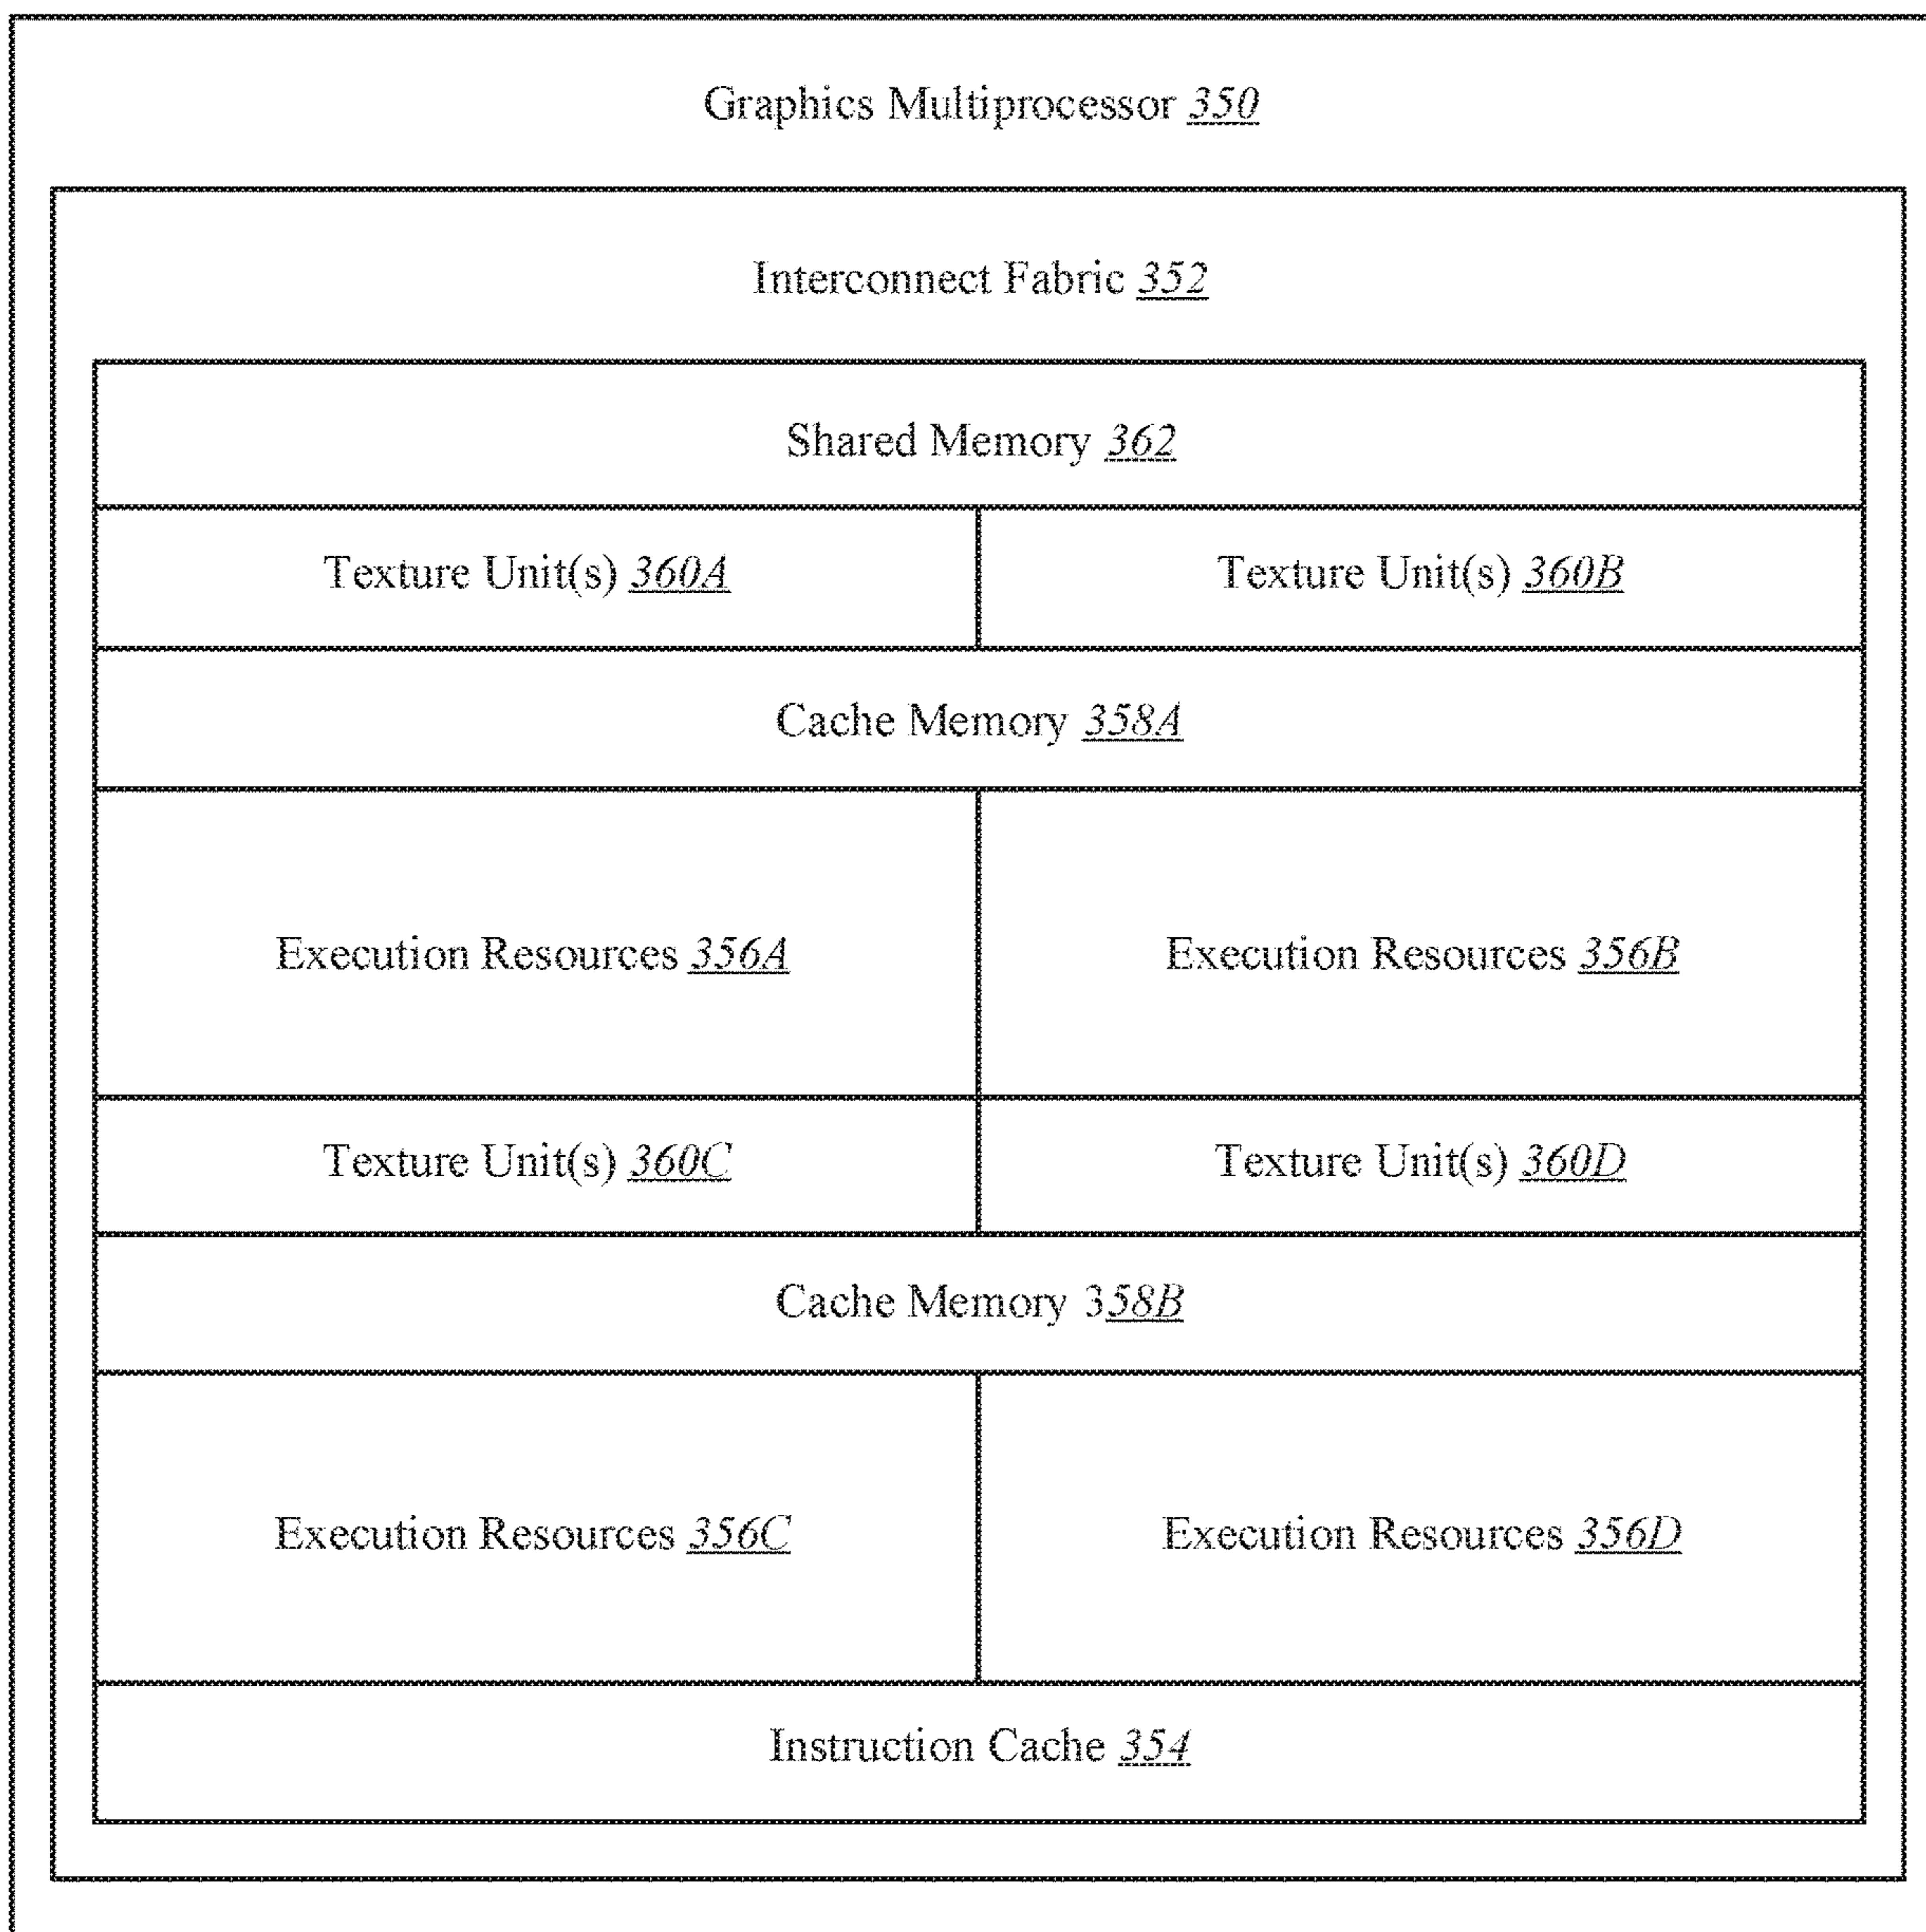 Graphics Multiprocessor 350
Interconnect Fabric 352
Shared Memory 362
Texture Unit(s) 360A
Texture Unit(s) 360B
Cache Memory 358A
Execution Resources 356A
Execution Resources 356B
Texture Unit(s) 360C
Texture Unit(s) 360D
Cache Memory 358B
Execution Resources 356C
Execution Resources 356D
Instruction Cache 354